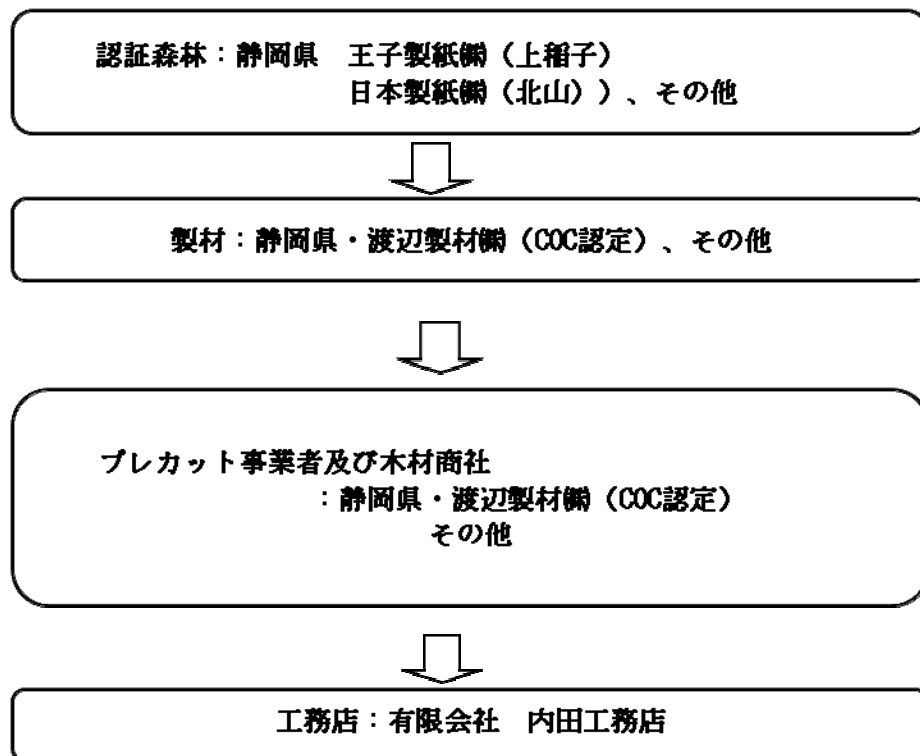 認証森林：静岡県　王子製紙㈱（上稲子）
日本製紙㈱（北山））、その他
製材：静岡県・渡辺製材㈱（COC認定）、その他
プレカット事業者及び木材商社
：静岡県・渡辺製材㈱（COC認定）
その他
工務店：有限会社　内田工務店